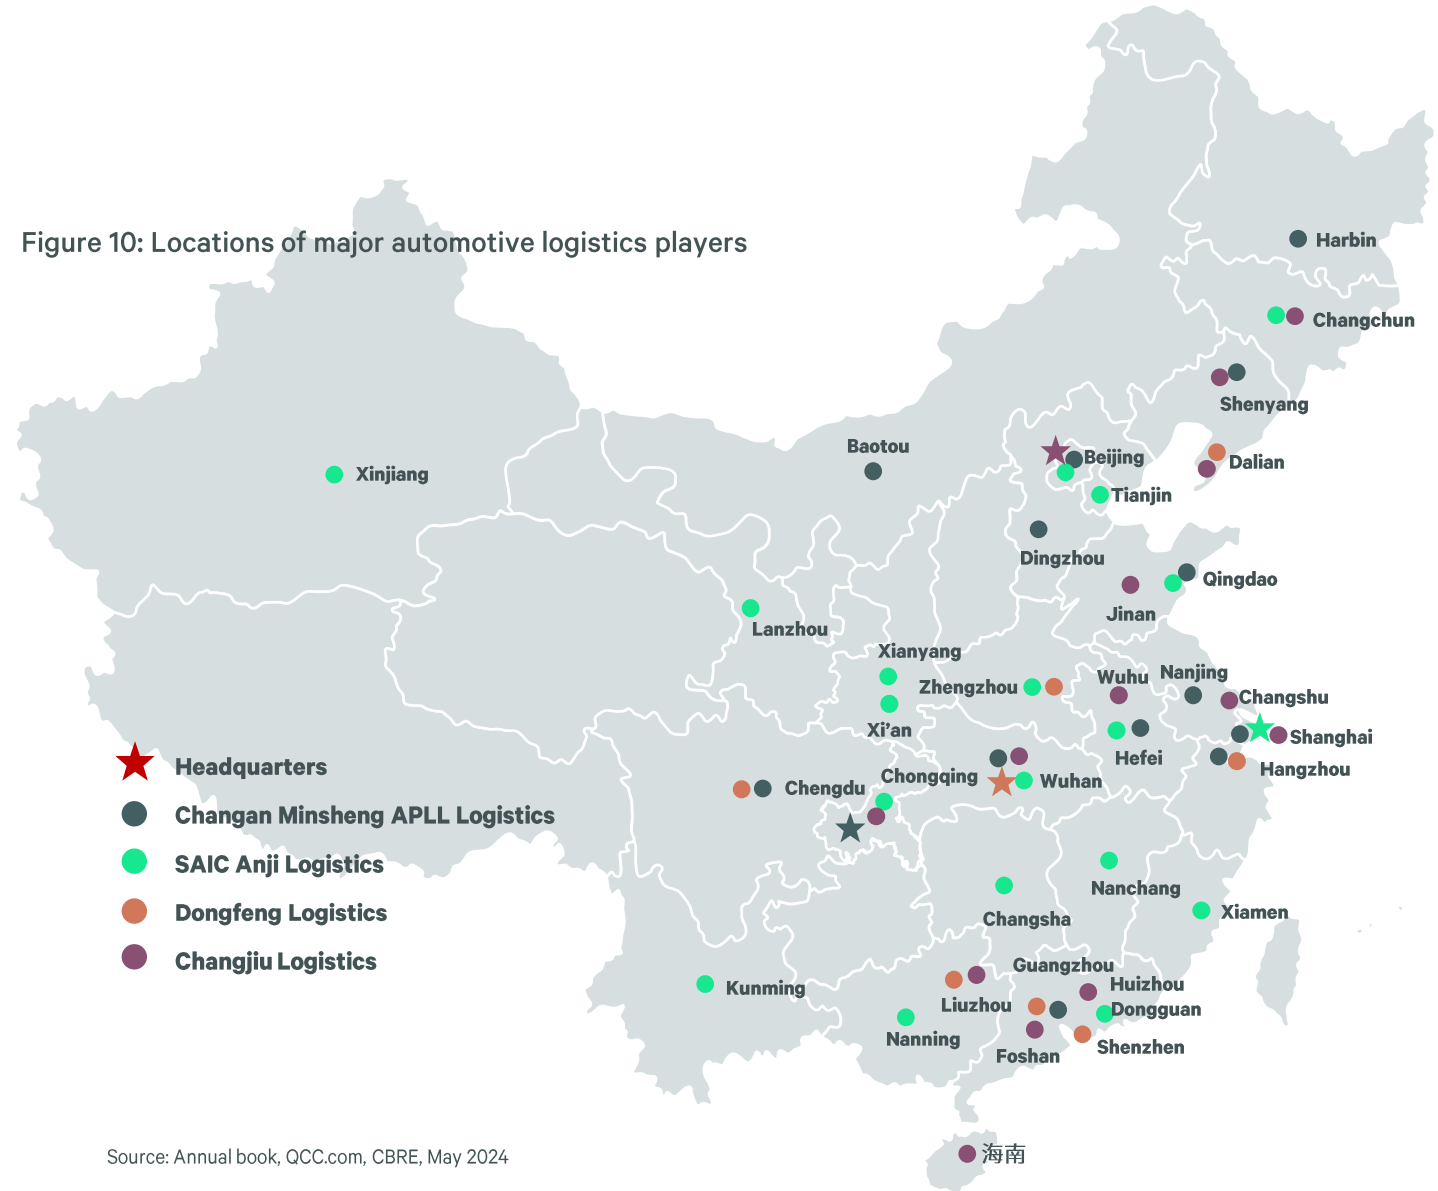 Figure 10: Locations of major automotive logistics players
Harbin
Changchun
Shenyang
Baotou
Beijing
Dalian
Xinjiang
Tianjin
Dingzhou
Qingdao
Jinan
Lanzhou
Xianyang
Zhengzhou
Wuhu
Nanjing
Changshu
Xi’an
Shanghai
Hefei
Hangzhou
Chongqing
Wuhan
Chengdu
Headquarters
Changan Minsheng APLL Logistics
SAIC Anji Logistics
Dongfeng Logistics
Changjiu Logistics
Nanchang
Changsha
Xiamen
Guangzhou
Huizhou
Kunming
Liuzhou
Dongguan
Nanning
Foshan
Shenzhen
海南
Source: Annual book, QCC.com, CBRE, May 2024